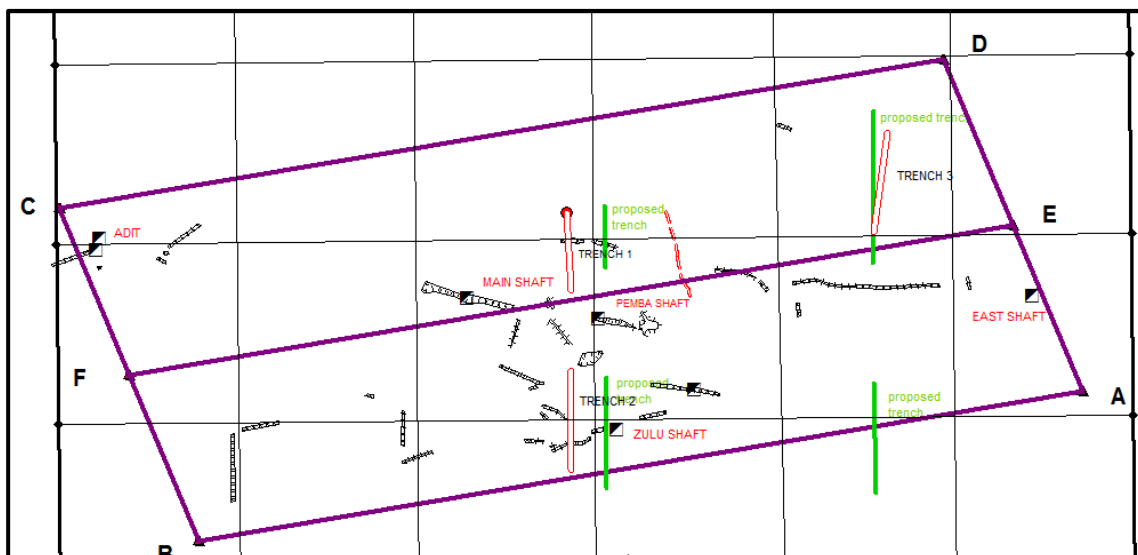 D
proposed trenc
TRENCH 3
C
proposed
trench
E
ADIT
TRENCH 1
MAIN SHAFT
PEMBA SHAFT
EAST SHAFT
F
proposed
trench
TRENCH 2
proposed
trench
A
ZULU SHAFT
B